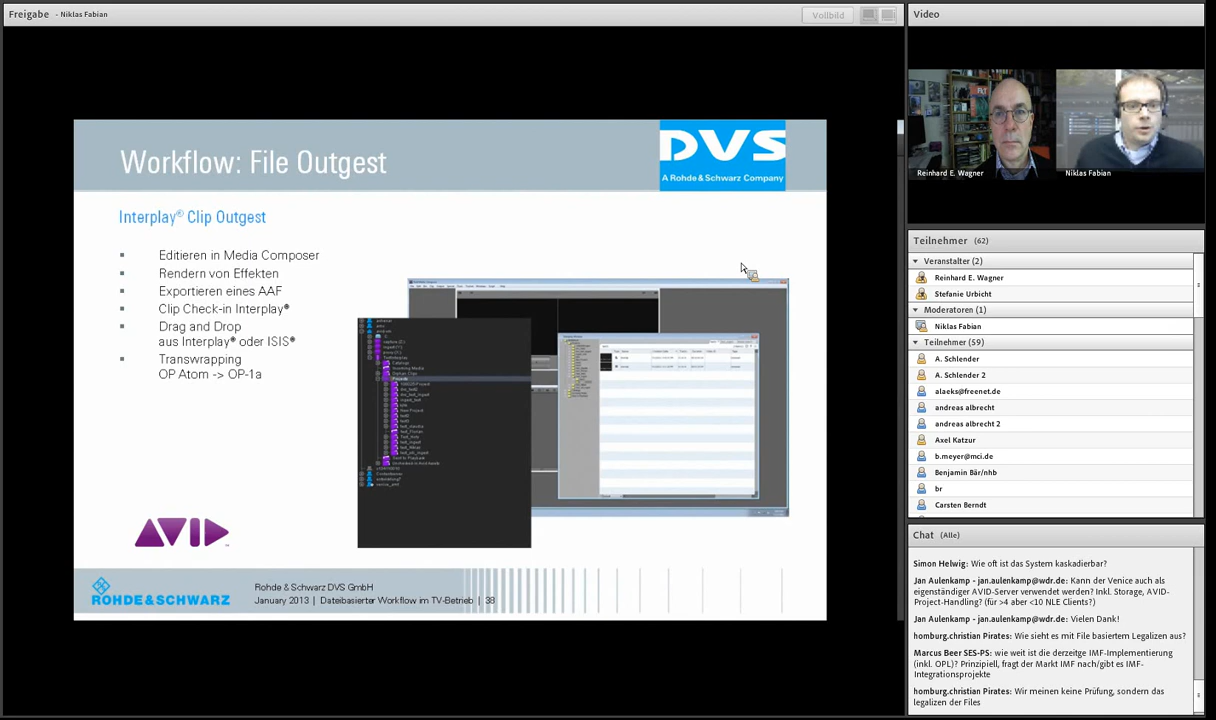 Freigabe - Niklas Fabian
Vollbild
Workflow: File Outgest
DVS
A Rohde & Schwarz Company
Interplay® Clip Outgest
Editieren in Media Composer
Rendern von Effekten
Exportieren eines AAF
Clip Check-in Interplay®
Drag and Drop
aus Interplay® oder ISIS®
Transwrapping
OP Atom -> OP-1a
AVID
ROHDE & SCHWARZ
Rohde & Schwarz DVS GmbH
January 2013 | Dateibasierter Workflow im TV-Betrieb | 38
Video
Reinhard E. Wagner
Niklas Fabian
Teilnehmer (62)
Veranstalter (2)
Reinhard E. Wagner
Stefanie Urbicht
Moderatoren (1)
Niklas Fabian
Teilnehmer (59)
A. Schlender
A. Schlender 2
alaeks@freenet.de
andreas albrecht
andreas albrecht 2
Axel Katzur
b.meyer@mci.de
Benjamin Bär/nhb
br
Carsten Berndt
Chat (Alle)
Simon Helwig: Wie oft ist das System kaskadierbar?
Jan Aulenkamp - jan.aulenkamp@wdr.de: Kann der Venice auch als
eigenständiger AVID-Server verwendet werden? Inkl. Storage, AVID-
Project-Handling? (für >4 aber <10 NLE Clients?)
Jan Aulenkamp - jan.aulenkamp@wdr.de: Vielen Dank!
homburg.christian Pirates: Wie sieht es mit File basiertem Legalizen aus?
Marcus Beer SES-PS: wie weit ist die derzeitge IMF-Implementierung
(inkl. OPL)? Prinzipiell, fragt der Markt IMF nach/gibt es IMF-
Integrationsprojekte
homburg.christian Pirates: Wir meinen keine Prüfung, sondern das
legalizen der Files